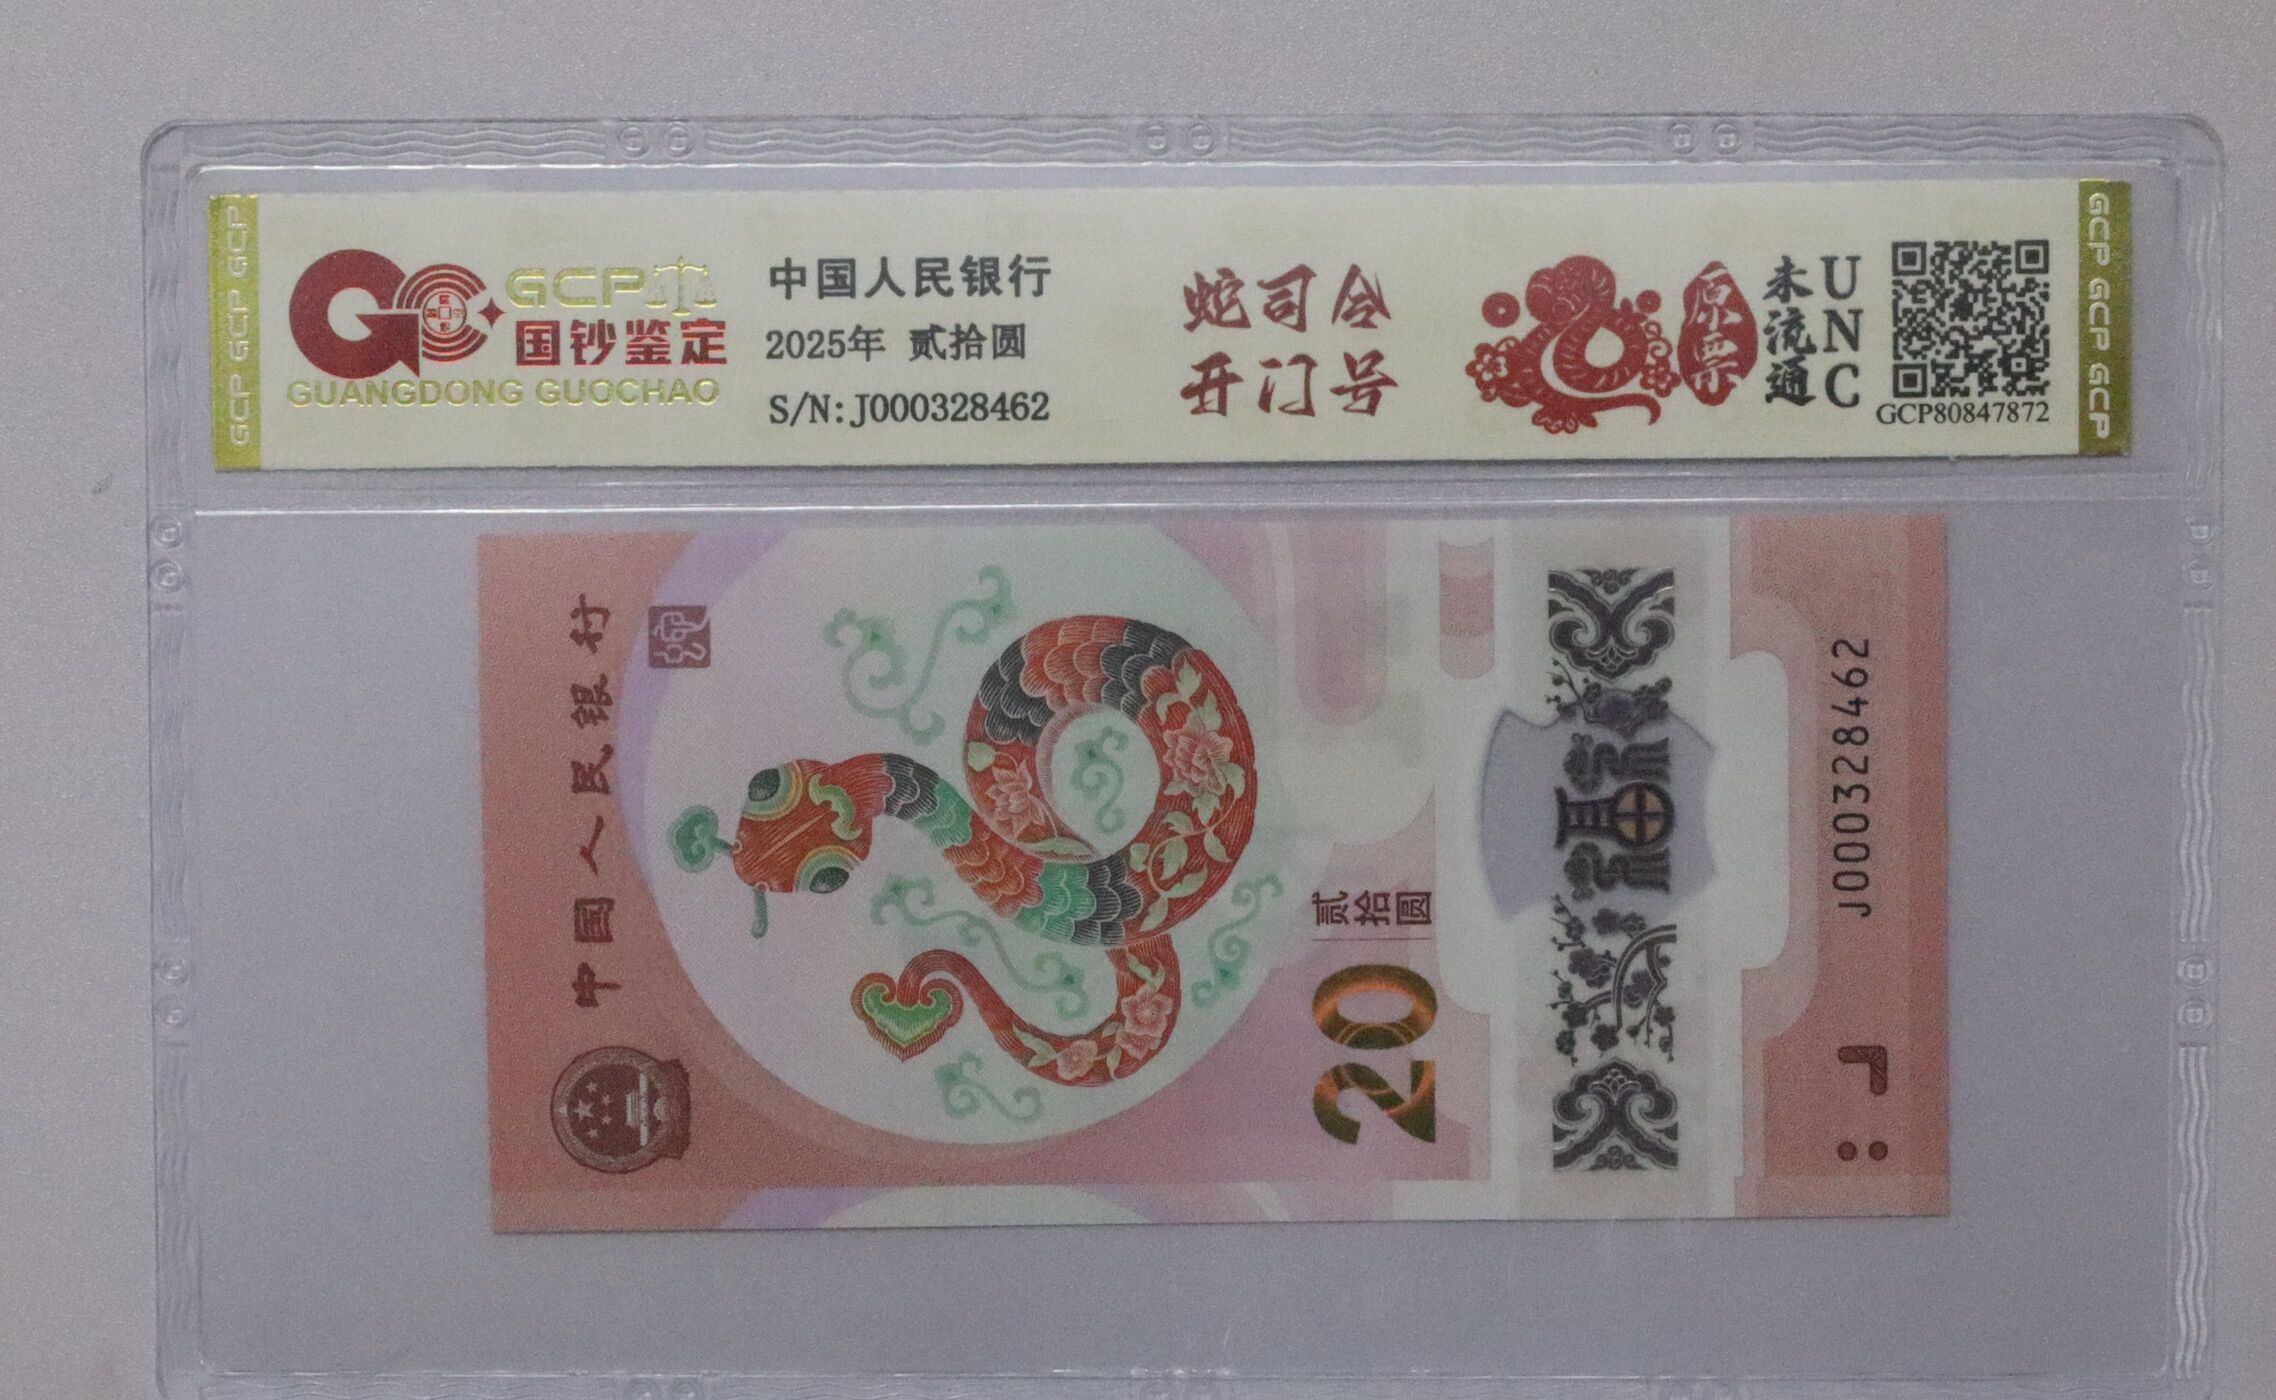 GCP GCP GCP
GCP
国钞鉴定
GUANGDONG GUOCHAO
中国人民银行
2025年 贰拾圆
S/N:J000328462
蛇司令
开门号
原票
未流通
UNC
GCP80847872
GCP GCP GCP
中国人民银行
贰拾圆
20
福
J000328462